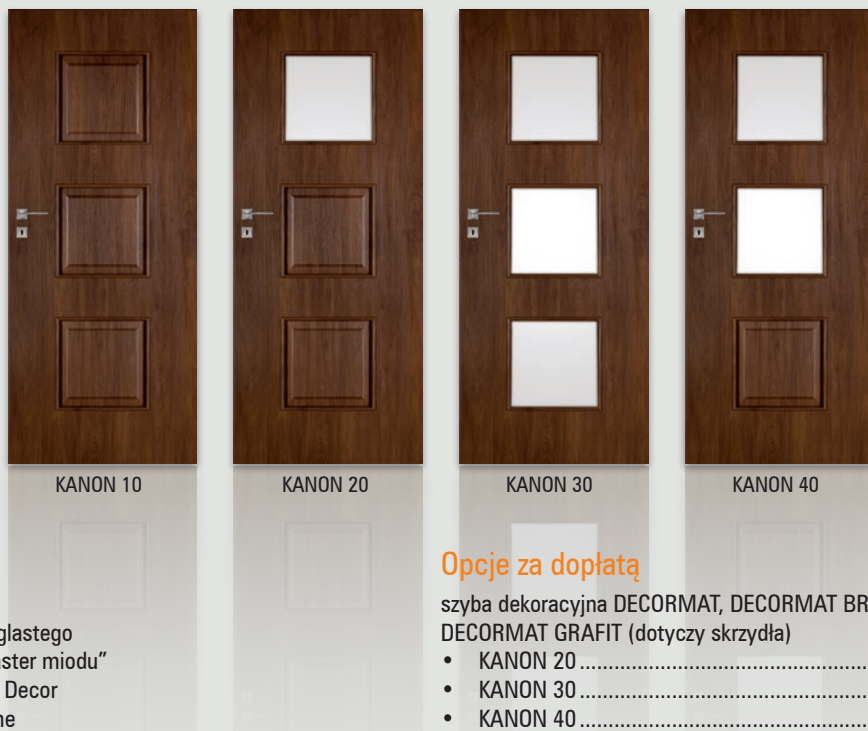 KANON 10
KANON 20
KANON 30
KANON 40
glastego
aster miodu”
Decor
ne
Opcje za dopłatą
szyba dekoracyjna DECORMAT, DECORMAT BR
DECORMAT GRAFIT (dotyczy skrzydła)
• KANON 20 ........................................................
• KANON 30 ........................................................
• KANON 40 ........................................................